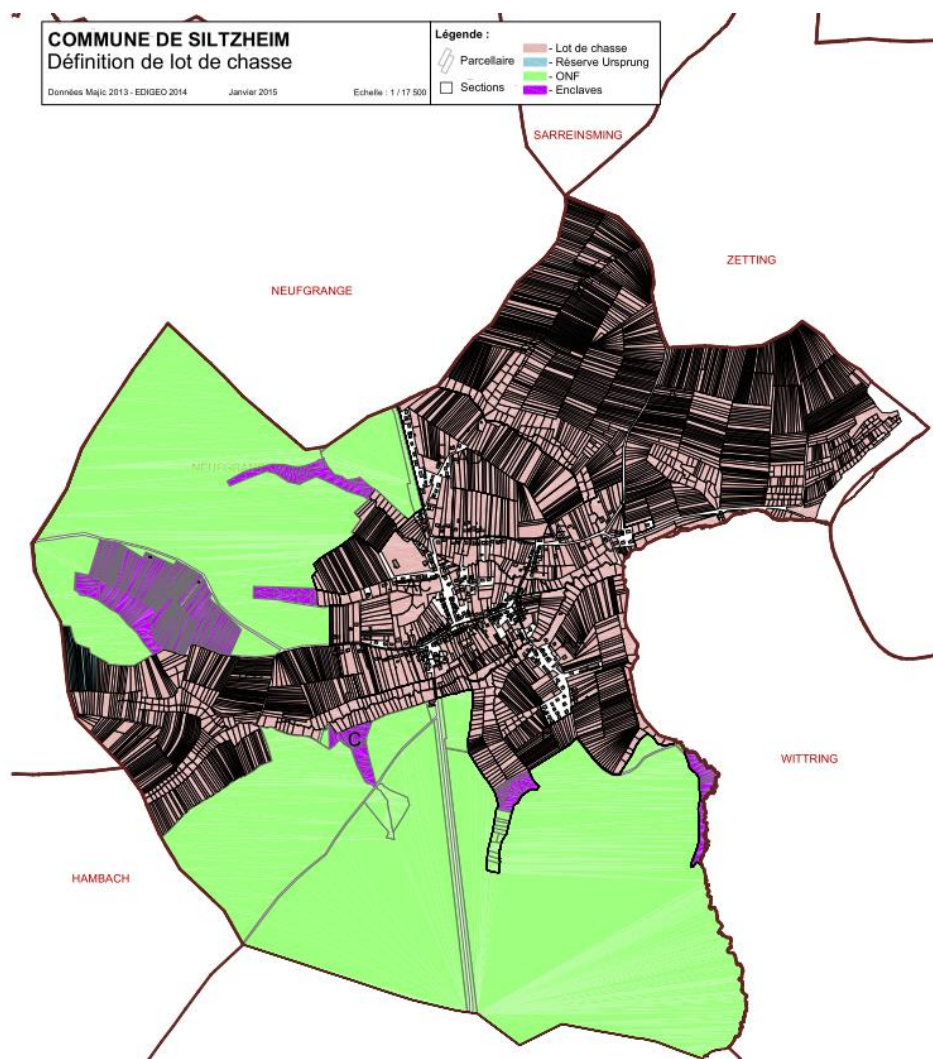 COMMUNE DE SILTZHEIM
Définition de lot de chasse
Données Majic 2013 - EDIGEO 2014 Janvier 2015 Echelle : 1 / 17 500
Légende :
Parcellaire
Sections
- Lot de chasse
- Réserve Ursprung
- ONF
- Enclaves
SARREINSMING
ZETTING
NEUFGRANGE
NEUFGRANGE
C
WITTRING
HAMBACH